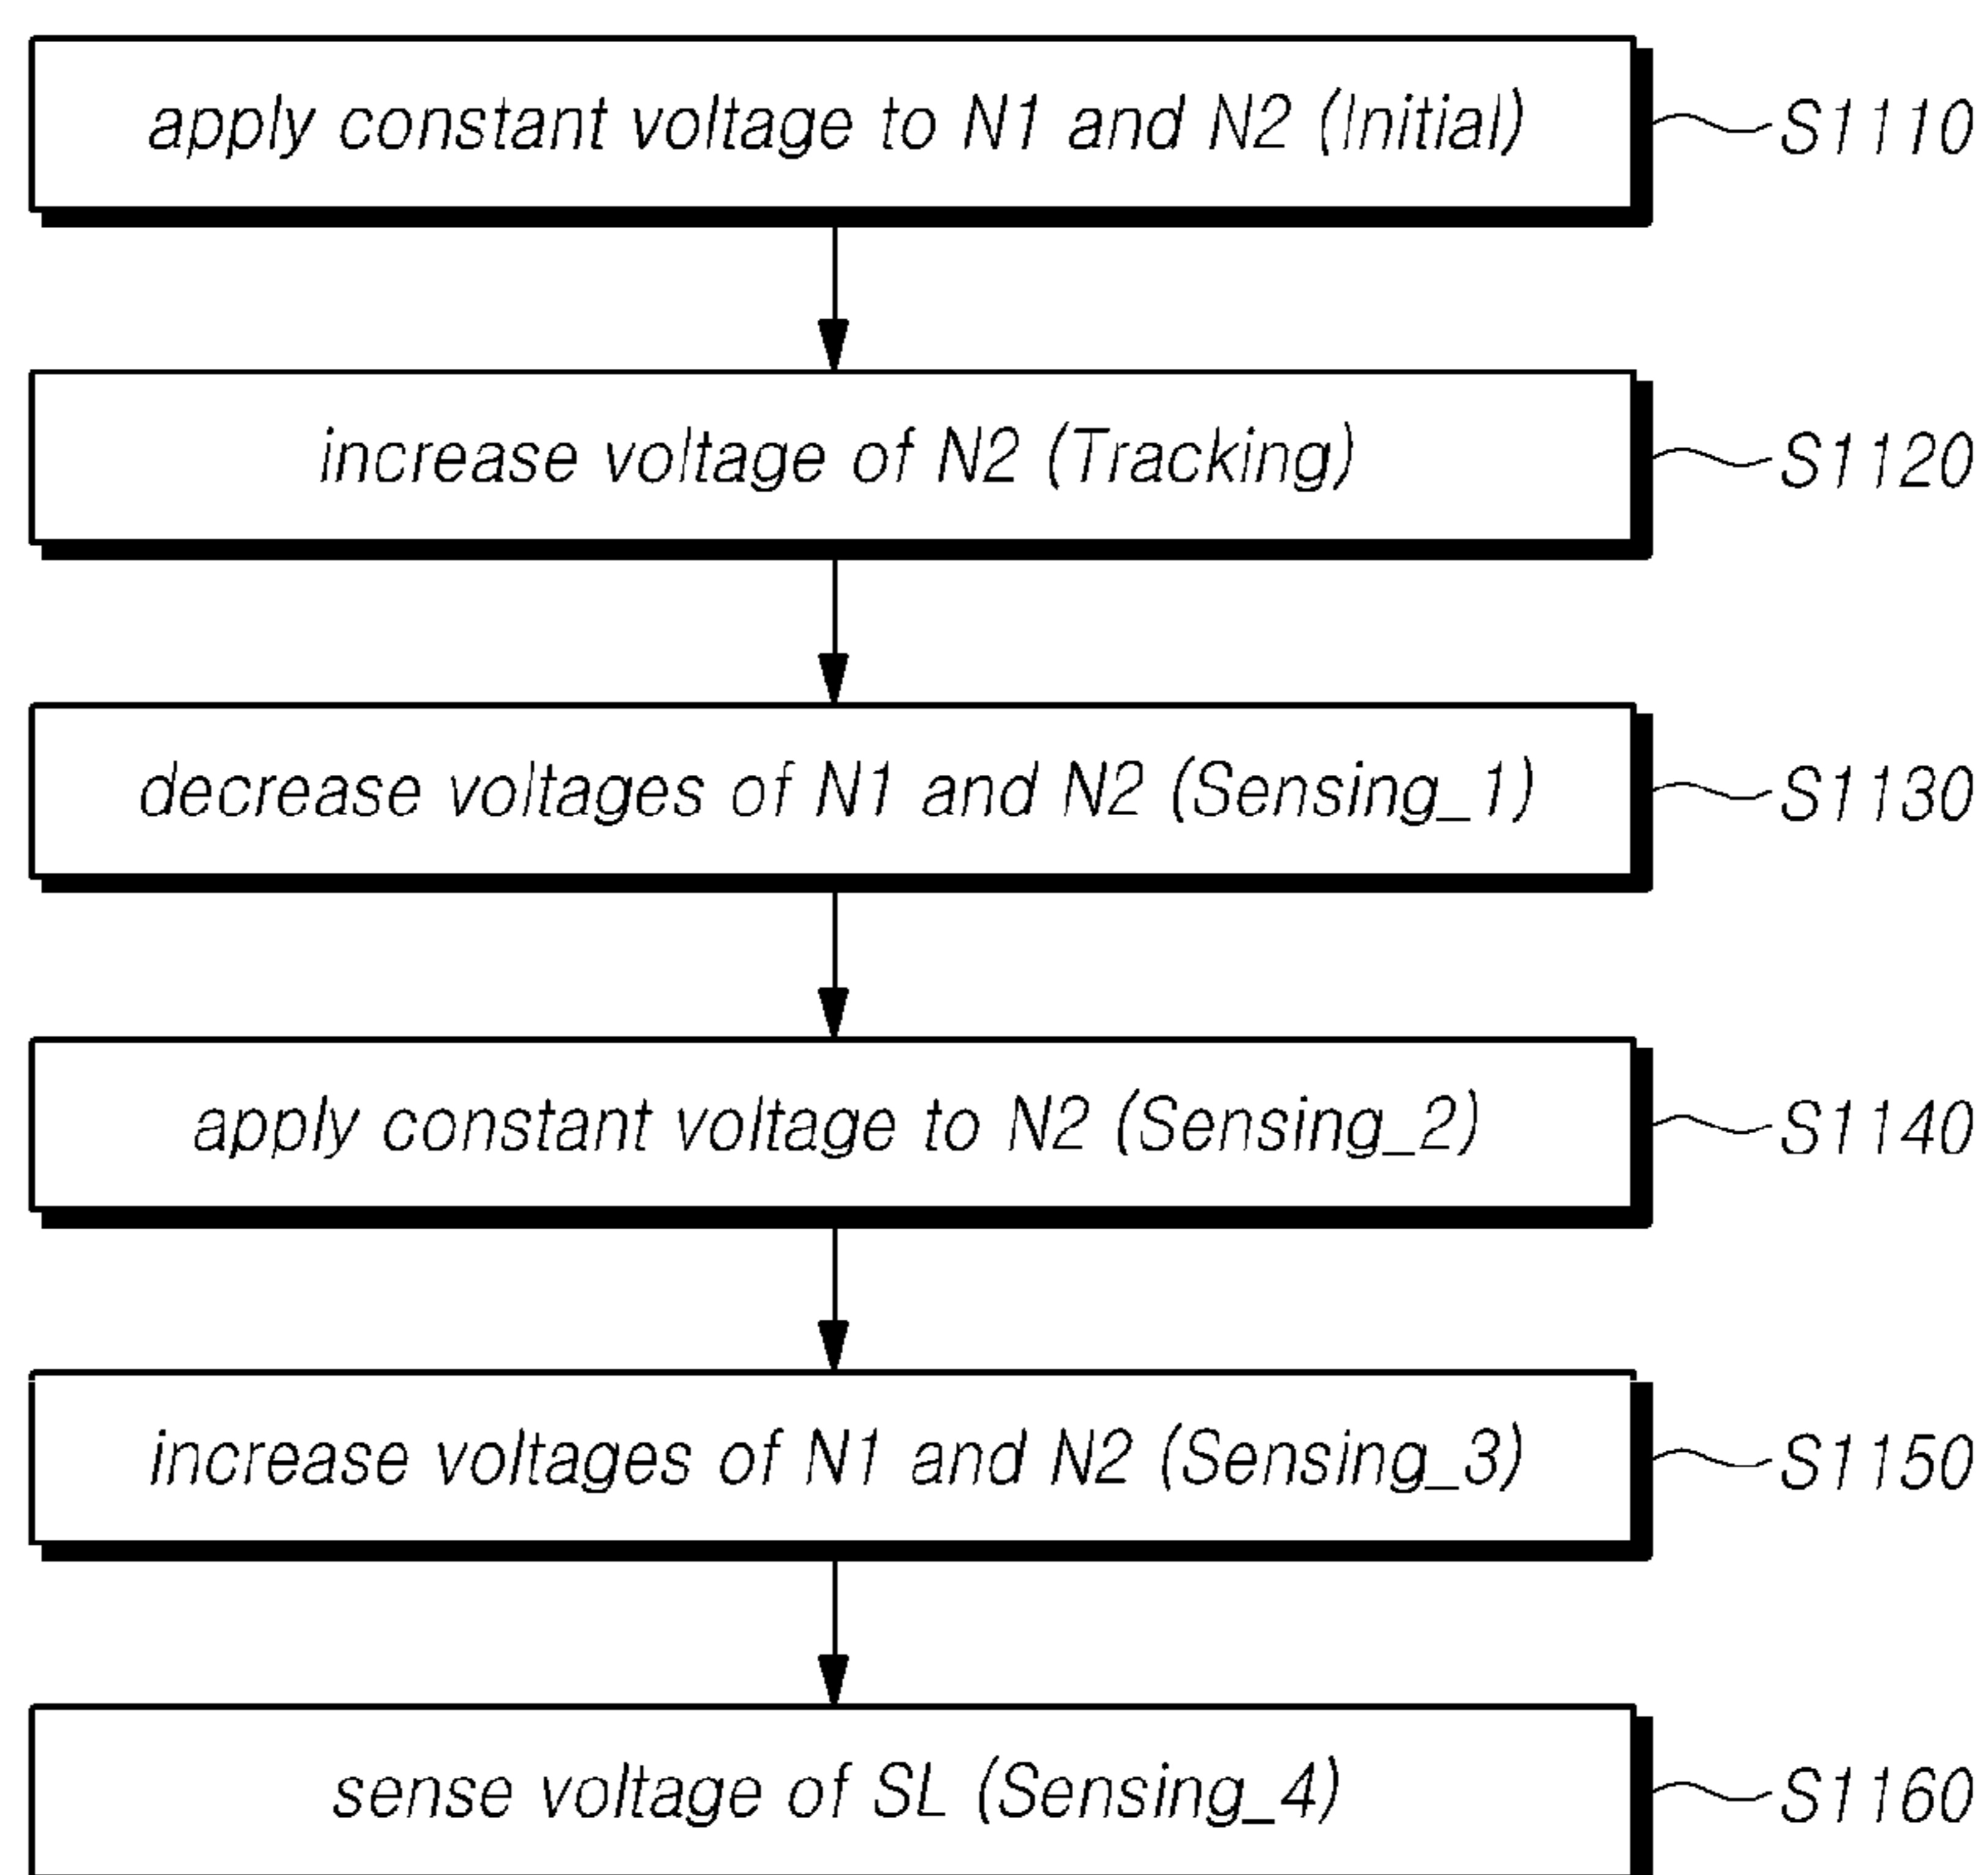 apply constant voltage to N1 and N2 (Initial) S1110
increase voltage of N2 (Tracking) S1120
decrease voltages of N1 and N2 (Sensing_1) S1130
apply constant voltage to N2 (Sensing_2) S1140
increase voltages of N1 and N2 (Sensing_3) S1150
sense voltage of SL (Sensing_4) S1160